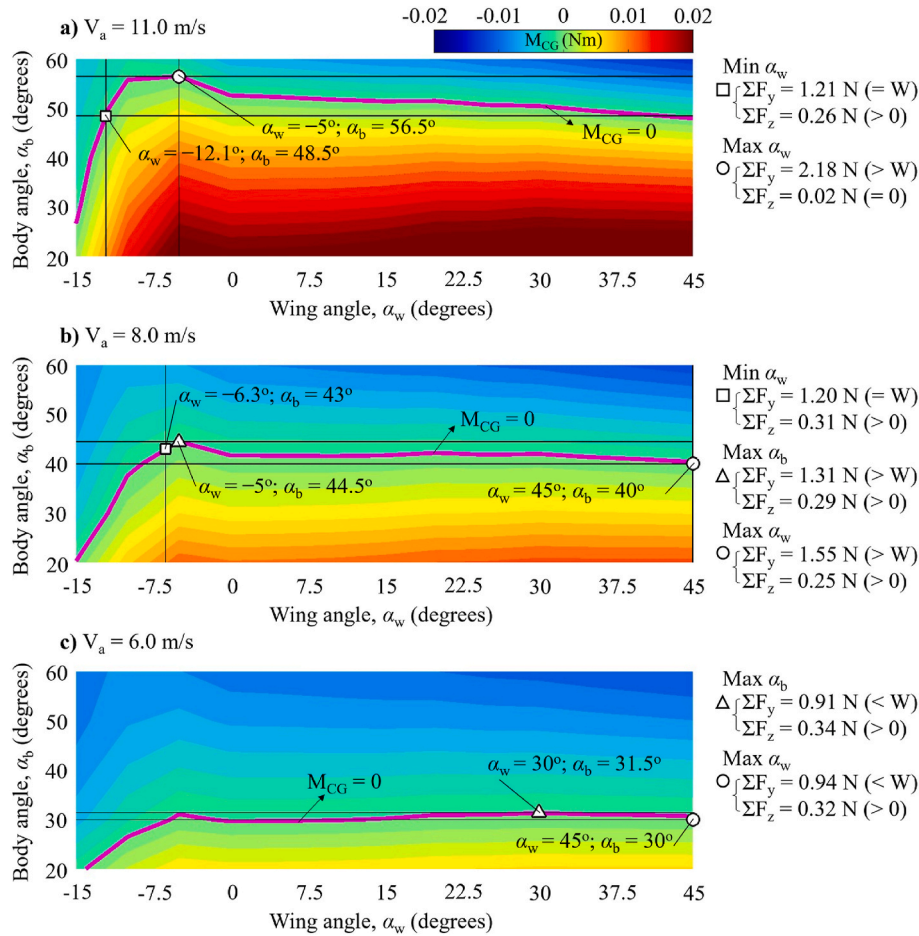 -0.02 -0.01 0 0.01 0.02
a) Vₐ = 11.0 m/s
M_CG (Nm)
60
50
40
30
20
Body angle, α_b (degrees)
α_w = −5°; α_b = 56.5°
α_w = −12.1°; α_b = 48.5°
M_CG = 0
-15 -7.5 0 7.5 15 22.5 30 37.5 45
Wing angle, α_w (degrees)
Min α_w
ΣF_y = 1.21 N (= W)
ΣF_z = 0.26 N (> 0)
Max α_w
ΣF_y = 2.18 N (> W)
ΣF_z = 0.02 N (= 0)
b) Vₐ = 8.0 m/s
60
50
40
30
20
Body angle, α_b (degrees)
α_w = −6.3°; α_b = 43°
M_CG = 0
α_w = −5°; α_b = 44.5°
α_w = 45°; α_b = 40°
-15 -7.5 0 7.5 15 22.5 30 37.5 45
Wing angle, α_w (degrees)
Min α_w
ΣF_y = 1.20 N (= W)
ΣF_z = 0.31 N (> 0)
Max α_b
ΣF_y = 1.31 N (> W)
ΣF_z = 0.29 N (> 0)
Max α_w
ΣF_y = 1.55 N (> W)
ΣF_z = 0.25 N (> 0)
c) Vₐ = 6.0 m/s
60
50
40
30
20
Body angle, α_b (degrees)
M_CG = 0
α_w = 30°; α_b = 31.5°
α_w = 45°; α_b = 30°
-15 -7.5 0 7.5 15 22.5 30 37.5 45
Wing angle, α_w (degrees)
Max α_b
ΣF_y = 0.91 N (< W)
ΣF_z = 0.34 N (> 0)
Max α_w
ΣF_y = 0.94 N (< W)
ΣF_z = 0.32 N (> 0)